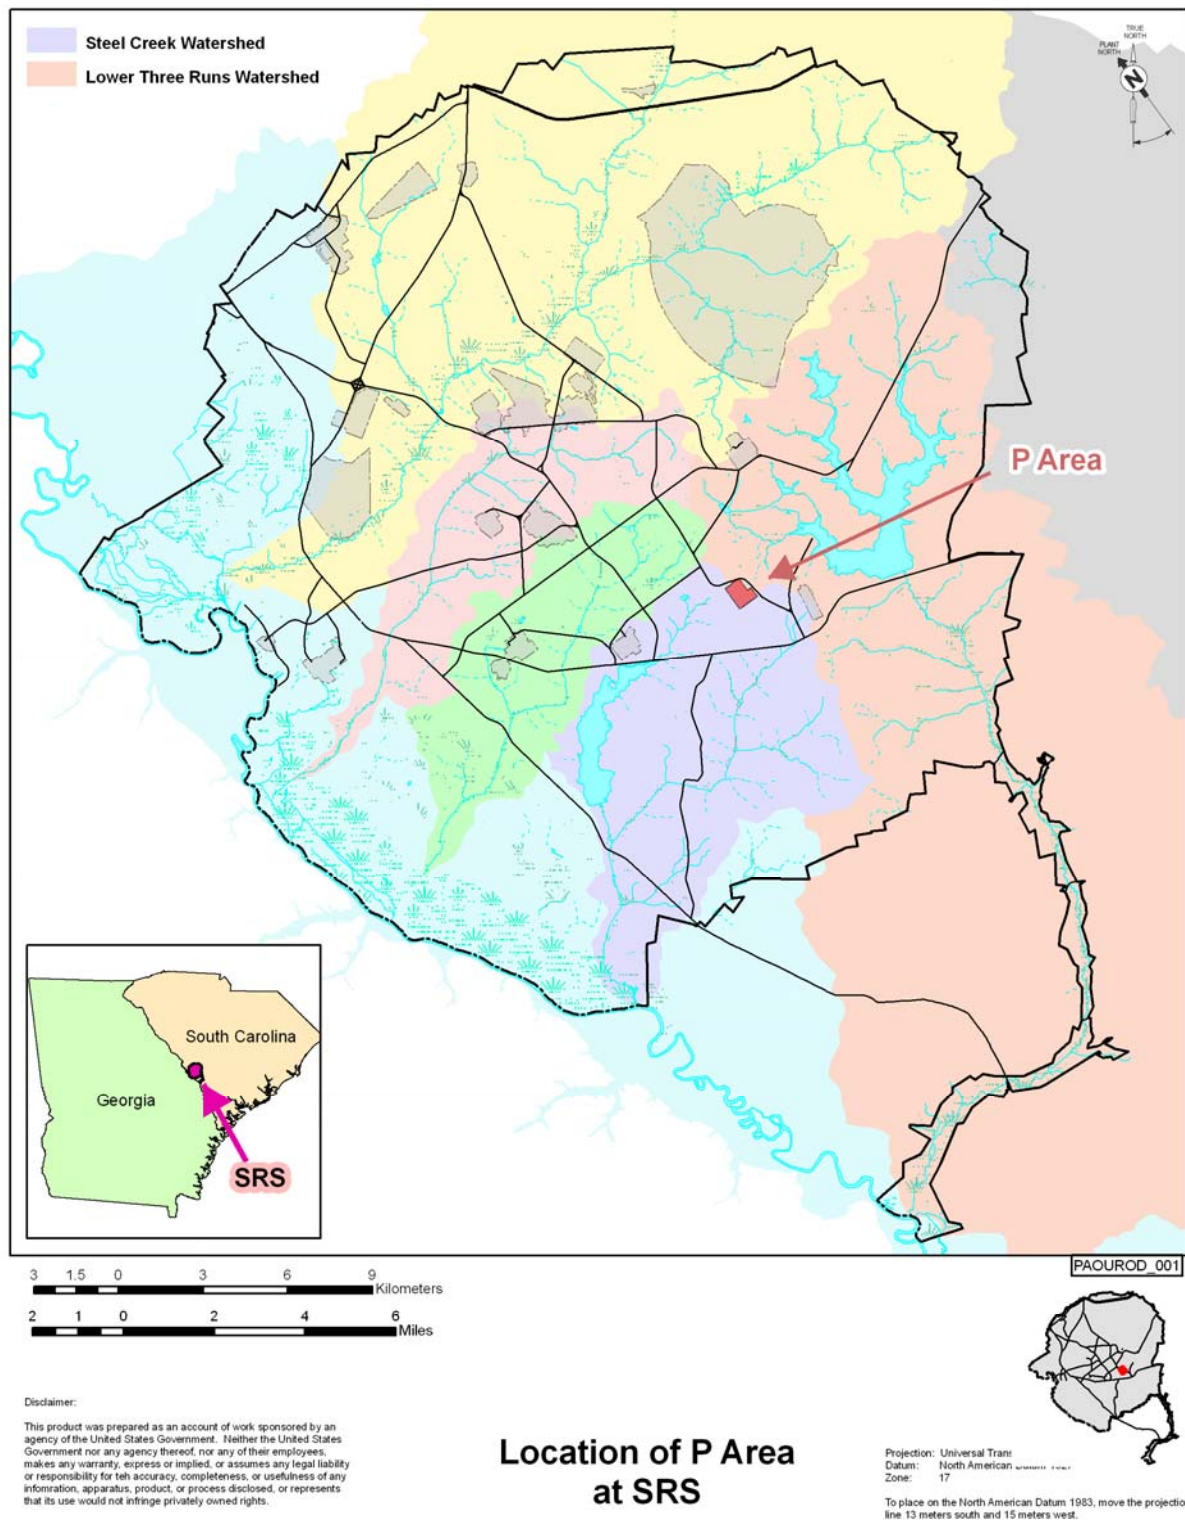 Steel Creek Watershed
Lower Three Runs Watershed
TRUE
NORTH
PLANT
NORTH
N
P Area
South Carolina
Georgia
SRS
PAOUROD_001
3 1.5 0 3 6 9
Kilometers
2 1 0 2 4 6
Miles
Disclaimer:
This product was prepared as an account of work sponsored by an
agency of the United States Government. Neither the United States
Government nor any agency thereof, nor any of their employees,
makes any warranty, express or implied, or assumes any legal liability
or responsibility for teh accuracy, completeness, or usefulness of any
infomration, apparatus, product, or process disclosed, or represents
that its use would not infringe privately owned rights.
Location of P Area
at SRS
Projection: Universal Trans
Datum: North American
Zone: 17
To place on the North American Datum 1983, move the projectio
line 13 meters south and 15 meters west.